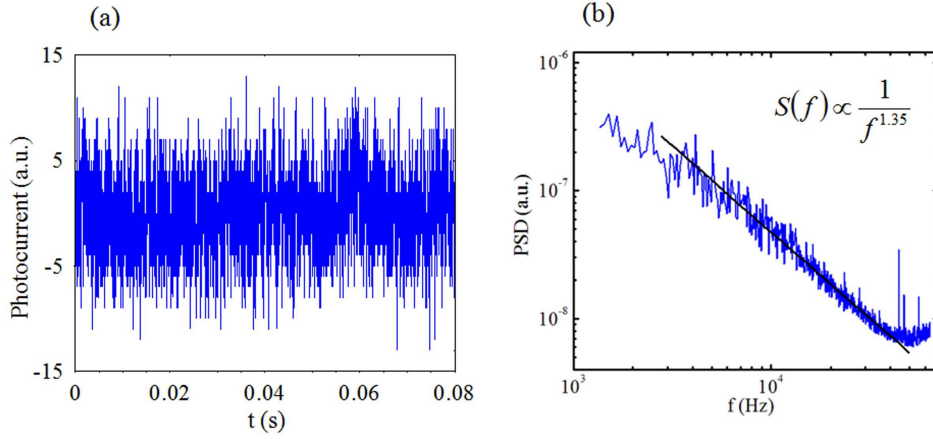 (a)
15
5
-5
-15
Photocurrent (a.u.)
0 0.02 0.04 0.06 0.08
t (s)
(b)
10^-6
10^-7
10^-8
PSD (a.u.)
S(f) ∝ 1/f^1.35
10^3 10^4
f (Hz)